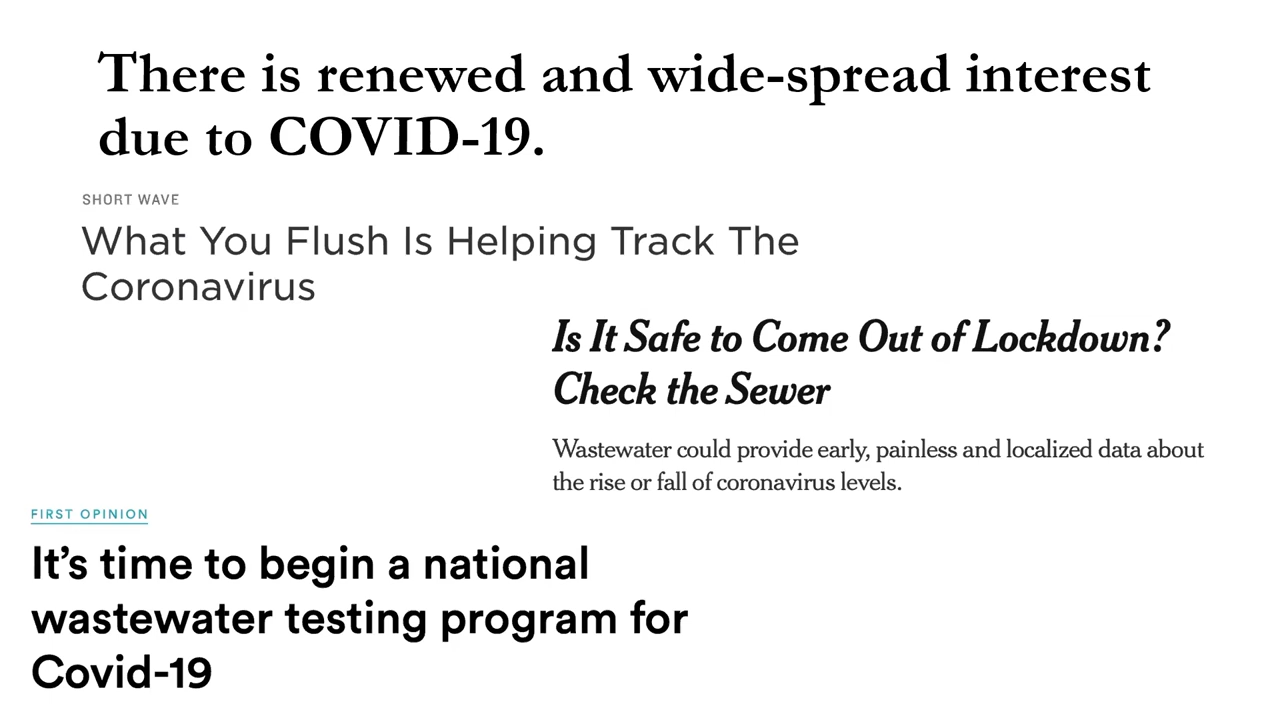 There is renewed and wide-spread interest
due to COVID-19.
SHORT WAVE
What You Flush Is Helping Track The
Coronavirus
Is It Safe to Come Out of Lockdown?
Check the Sewer
Wastewater could provide early, painless and localized data about
the rise or fall of coronavirus levels.
FIRST OPINION
It’s time to begin a national
wastewater testing program for
Covid-19